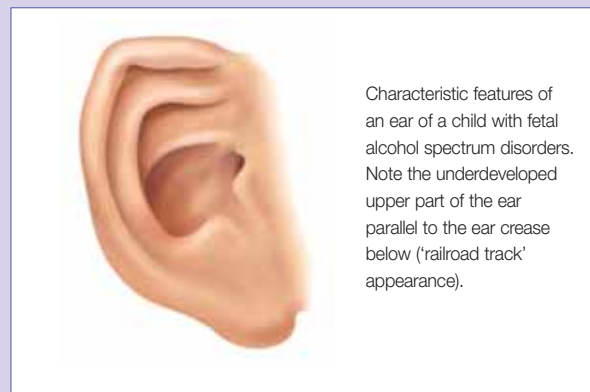 Characteristic features of
an ear of a child with fetal
alcohol spectrum disorders.
Note the underdeveloped
upper part of the ear
parallel to the ear crease
below (‘railroad track’
appearance).